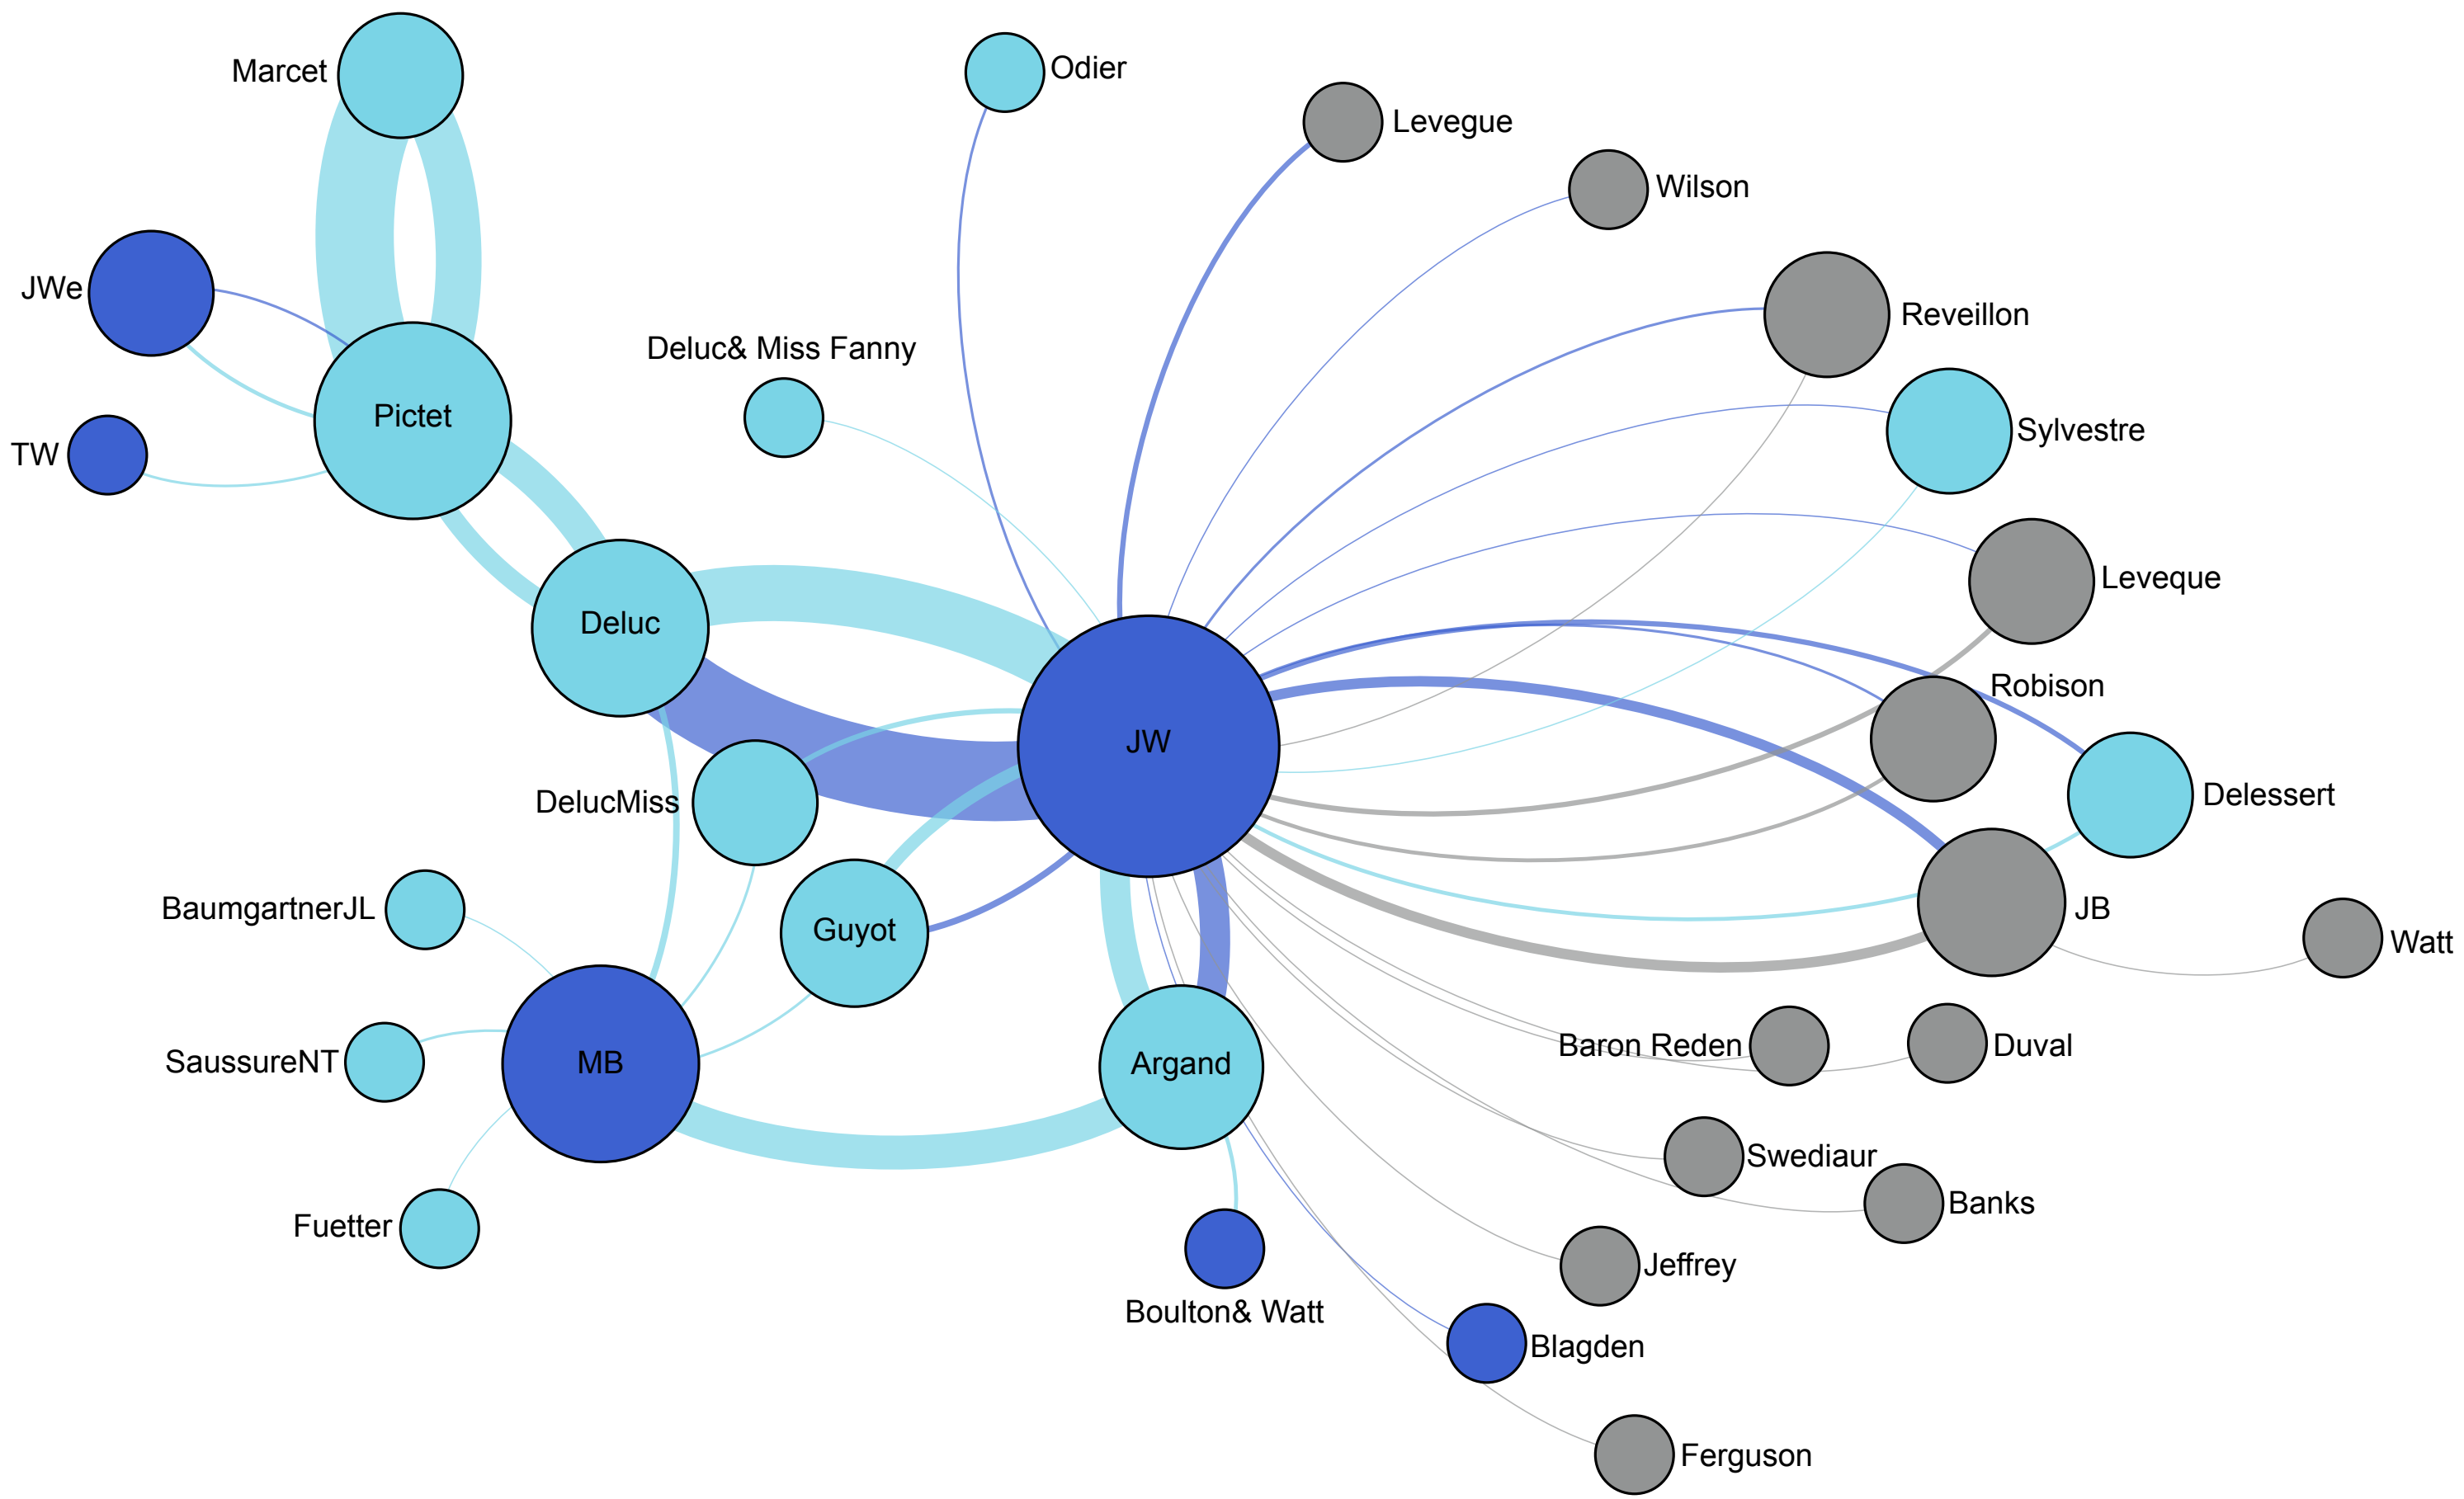 Marcet
Odier
Levegue
Wilson
JWe
Reveillon
Deluc& Miss Fanny
Pictet
Sylvestre
TW
Leveque
Deluc
Robison
JW
DelucMiss
Delessert
BaumgartnerJL
JB
Guyot
Watt
Baron Reden
Duval
SaussureNT
MB
Argand
Swediaur
Banks
Fuetter
Jeffrey
Boulton& Watt
Blagden
Ferguson